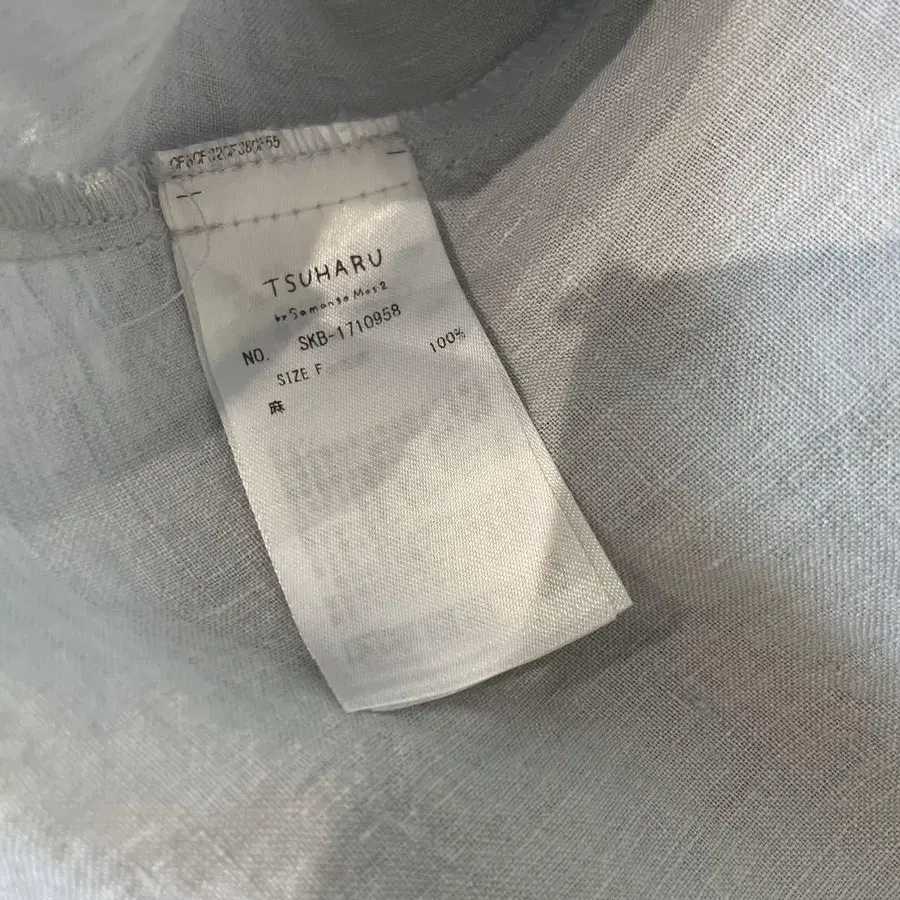 TSUHARU
by Samansa Mos2
NO. SKB-1710958
SIZE F
麻 100%